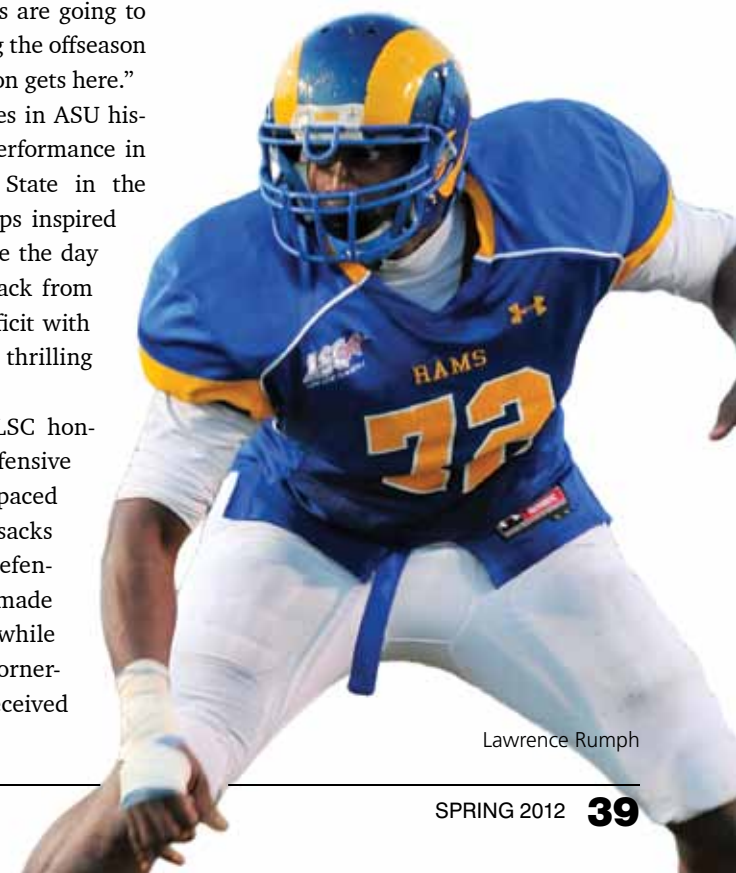 s are going to
g the offseason
on gets here.”
es in ASU his-
erformance in
State in the
ps inspired
e the day
ack from
ficit with
thrilling
LSC hon-
fensive
paced
sacks
efen-
made
while
orner-
ceived
LSC
RAMS
72
Lawrence Rumph
SPRING 2012 39